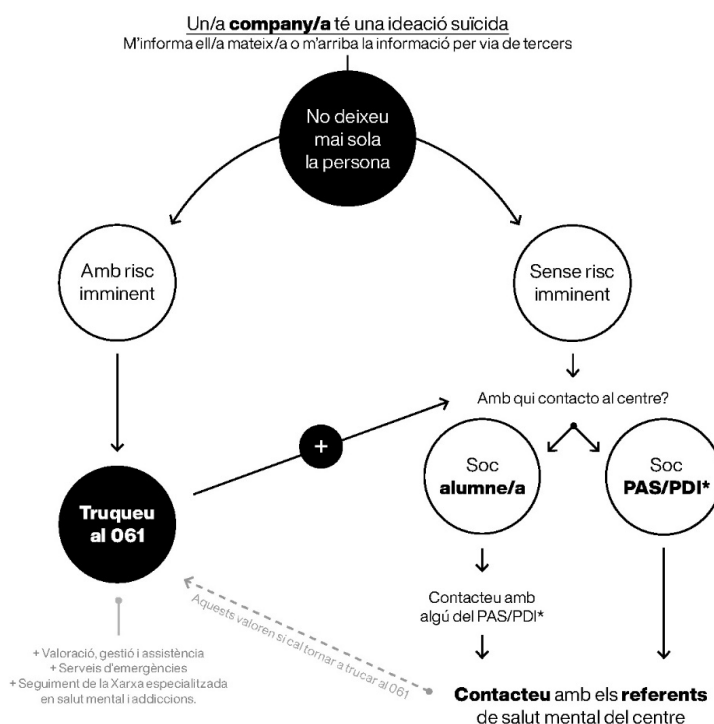 Un/a company/a té una ideació suïcida
M'informa ell/a mateix/a o m'arriba la informació per via de tercers
No deixeu
mai sola
la persona
Amb risc
imminent
Sense risc
imminent
Amb qui contacto al centre?
+
Soc
alumne/a
Soc
PAS/PDI*
Truqueu
al 061
Contacteu amb
algú del PAS/PDI*
Aquests valoren si cal tornar a trucar al 061
+ Valoració, gestió i assistència
+ Serveis d'emergències
+ Seguiment de la Xarxa especialitzada
en salut mental i addiccions.
Contacteu amb els referents
de salut mental del centre